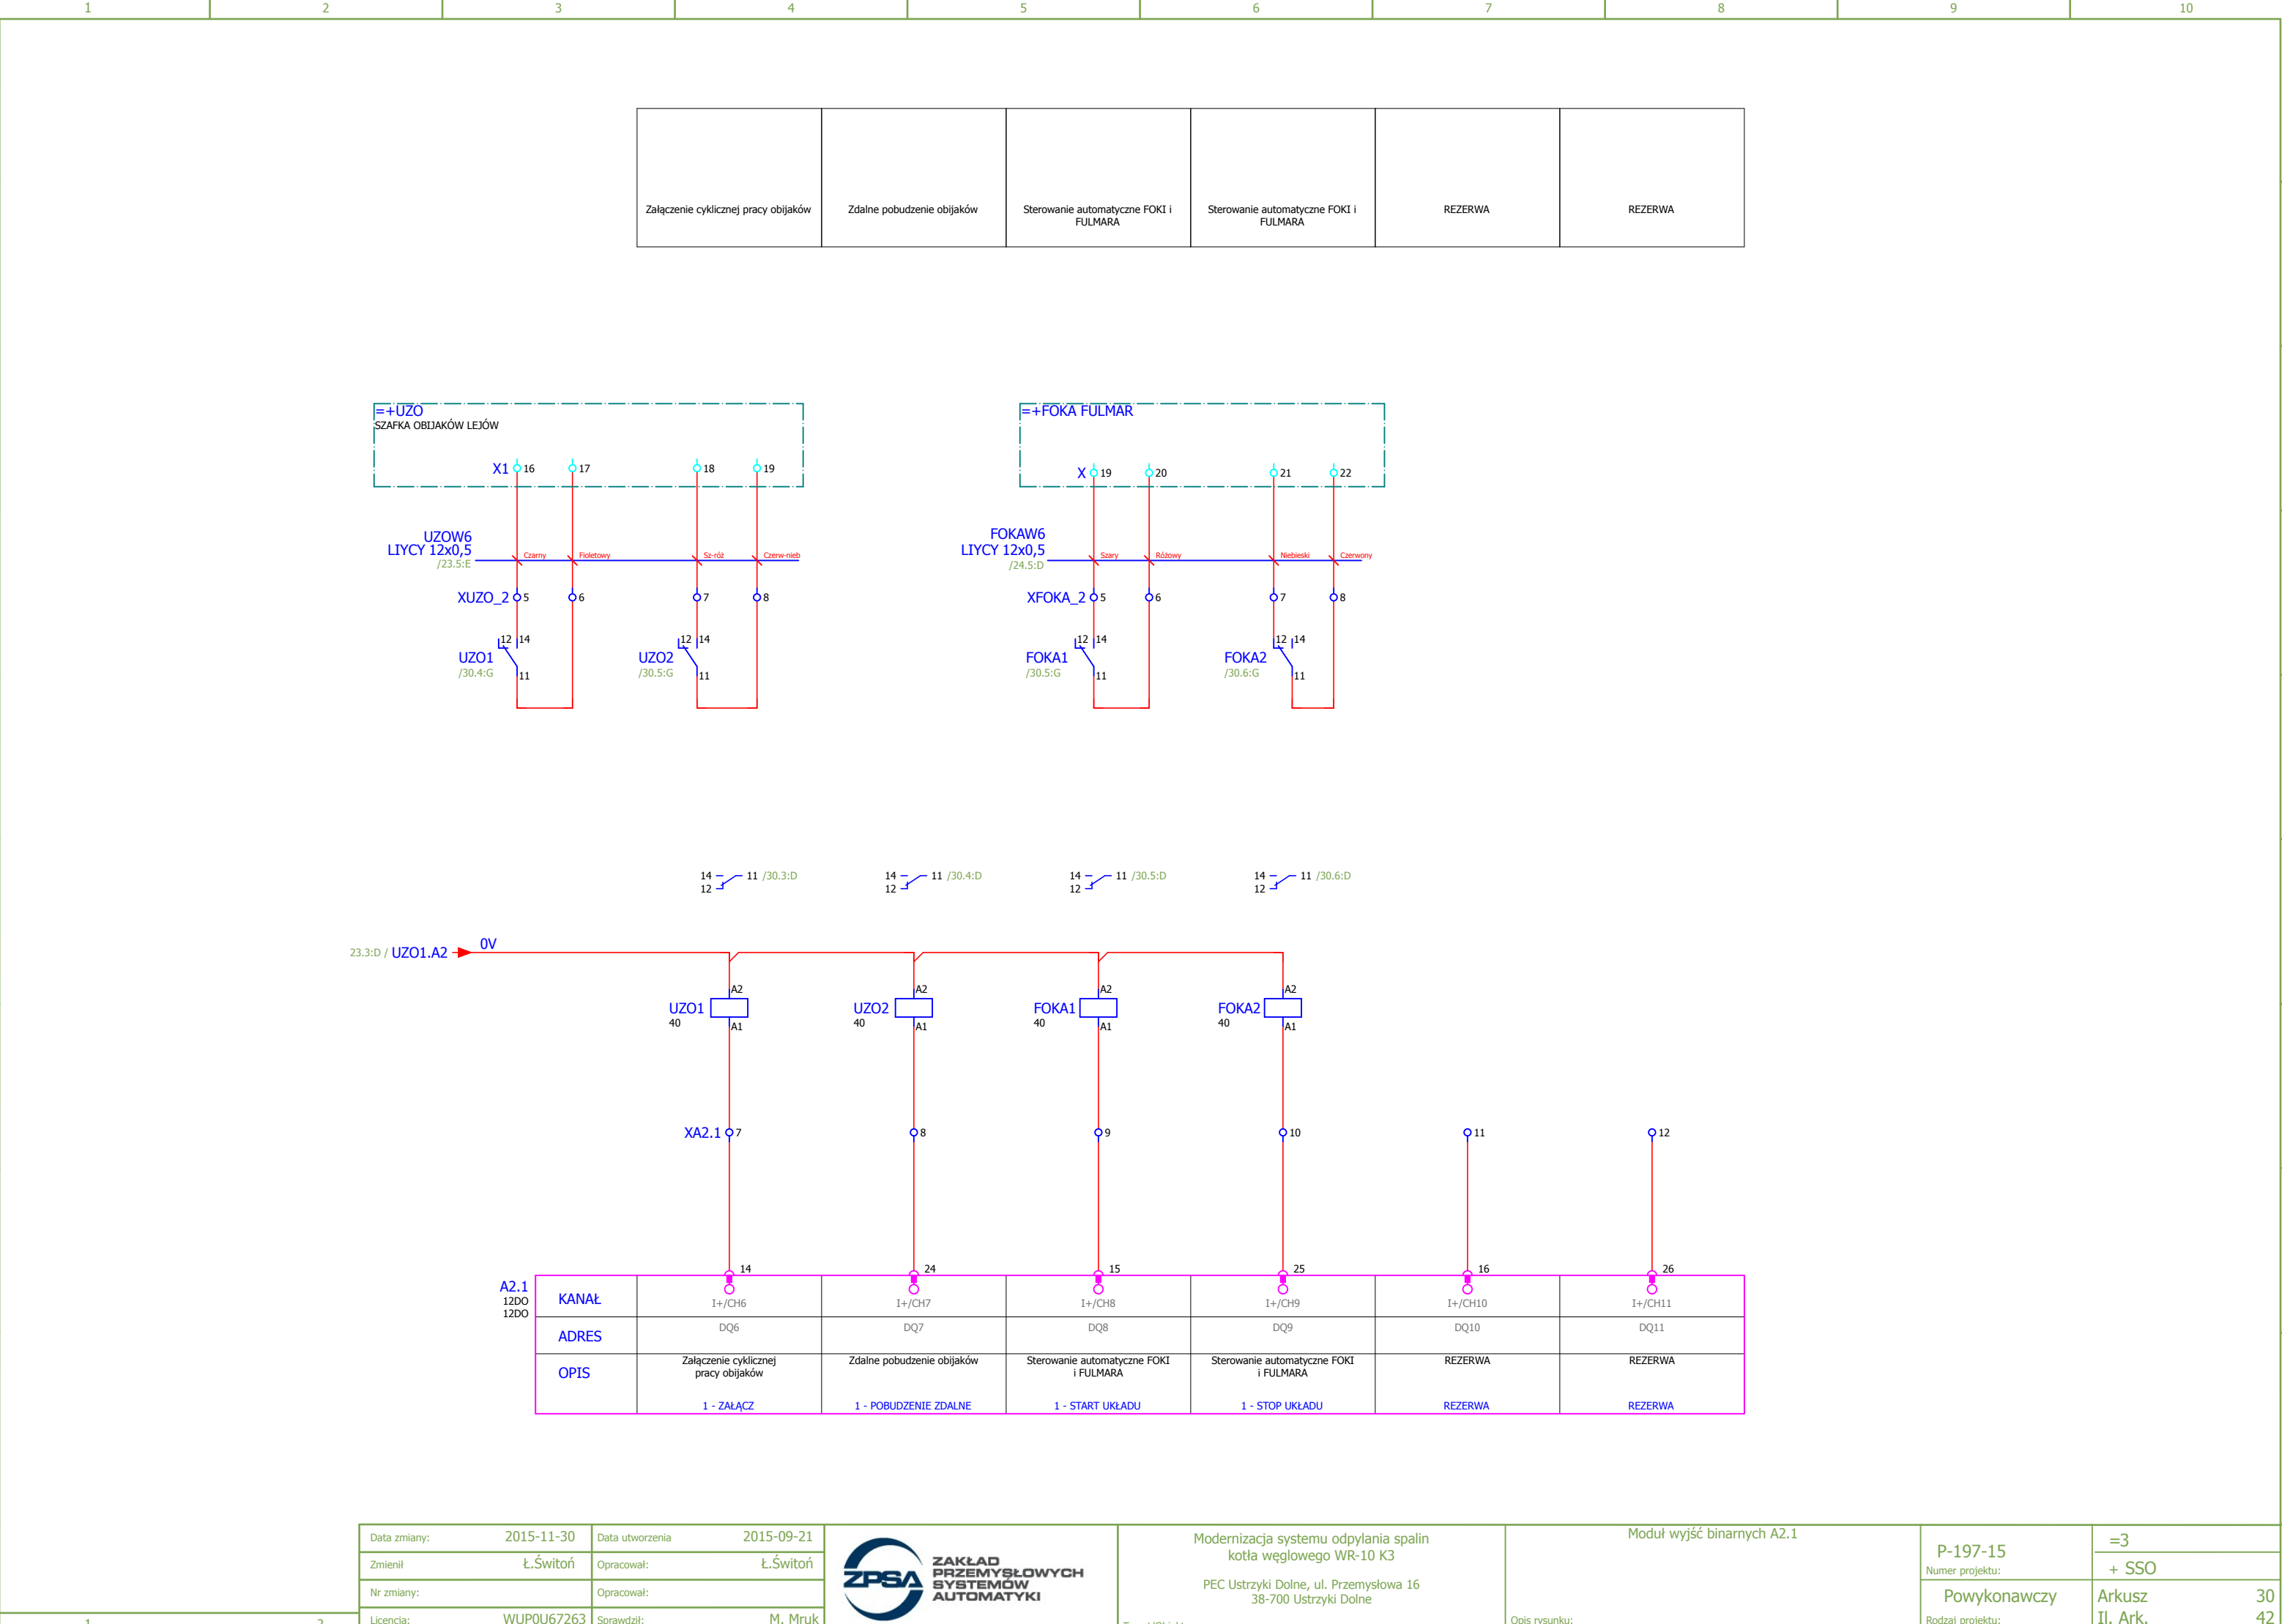 1 2 3 4 5 6 7 8 9 10
Załączenie cyklicznej pracy obijaków
Zdalne pobudzenie obijaków
Sterowanie automatyczne FOKI i
FULMARA
Sterowanie automatyczne FOKI i
FULMARA
REZERWA
REZERWA
=+UZO
SZAFKA OBIJAKÓW LEJÓW
X1 16 17 18 19
=+FOKA FULMAR
X 19 20 21 22
UZOW6
LIYCY 12x0,5
/23.5:E
Czarny Fioletowy Sz-róż Czerw-nieb
FOKAW6
LIYCY 12x0,5
/24.5:D
Szary Różowy Niebieski Czerwony
XUZO_2 5 6 7 8
XFOKA_2 5 6 7 8
12 14
UZO1
/30.4:G
11
12 14
UZO2
/30.5:G
11
12 14
FOKA1
/30.5:G
11
12 14
FOKA2
/30.6:G
11
14 11 /30.3:D
12
14 11 /30.4:D
12
14 11 /30.5:D
12
14 11 /30.6:D
12
23.3:D / UZO1.A2 0V
A2
UZO1
40
A1
A2
UZO2
40
A1
A2
FOKA1
40
A1
A2
FOKA2
40
A1
XA2.1 7 8 9 10 11 12
14 24 15 25 16 26
A2.1
12DO
12DO
KANAŁ
I+/CH6 I+/CH7 I+/CH8 I+/CH9 I+/CH10 I+/CH11
ADRES
DQ6 DQ7 DQ8 DQ9 DQ10 DQ11
OPIS
Załączenie cyklicznej
pracy obijaków
1 - ZAŁĄCZ
Zdalne pobudzenie obijaków
1 - POBUDZENIE ZDALNE
Sterowanie automatyczne FOKI
i FULMARA
1 - START UKŁADU
Sterowanie automatyczne FOKI
i FULMARA
1 - STOP UKŁADU
REZERWA
REZERWA
REZERWA
REZERWA
Data zmiany: 2015-11-30 Data utworzenia 2015-09-21
Zmienił Ł.Świtoń Opracował: Ł.Świtoń
Nr zmiany: Opracował:
Licencja: WUP0U67263 Sprawdził: M. Mruk
ZPSA
ZAKŁAD
PRZEMYSŁOWYCH
SYSTEMÓW
AUTOMATYKI
Modernizacja systemu odpylania spalin
kotła węglowego WR-10 K3
PEC Ustrzyki Dolne, ul. Przemysłowa 16
38-700 Ustrzyki Dolne
Moduł wyjść binarnych A2.1
Opis rysunku:
P-197-15
Numer projektu:
Powykonawczy
Rodzaj projektu:
=3
+ SSO
Arkusz 30
Il. Ark. 42
1 2